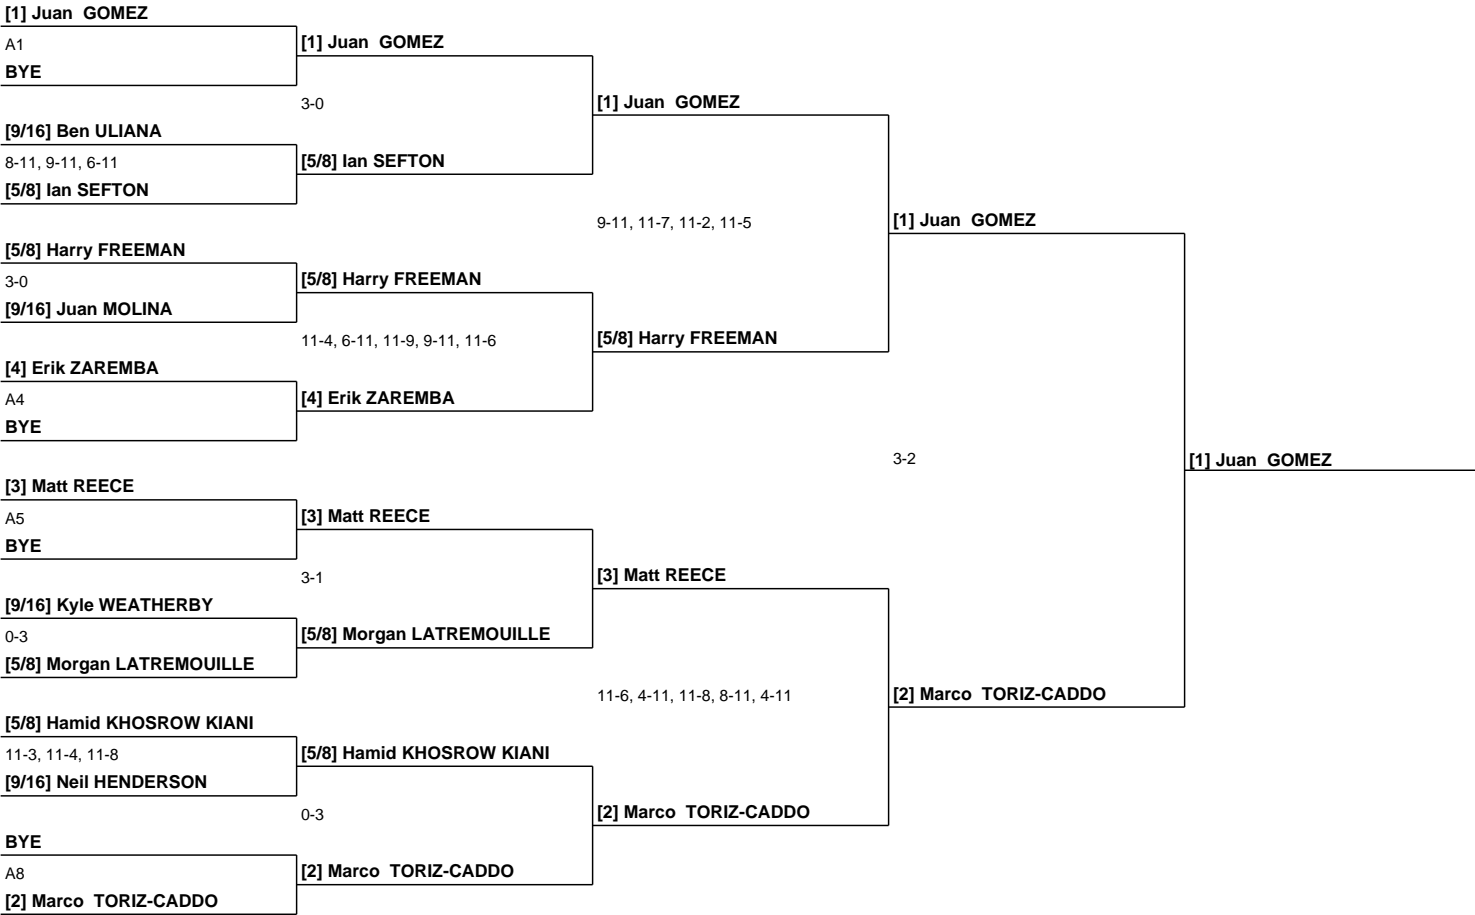 [1] Juan  GOMEZ
A1
BYE
[1] Juan  GOMEZ
3-0
[1] Juan  GOMEZ
[9/16] Ben ULIANA
8-11, 9-11, 6-11
[5/8] Ian SEFTON
[5/8] Ian SEFTON
9-11, 11-7, 11-2, 11-5
[1] Juan  GOMEZ
[5/8] Harry FREEMAN
3-0
[9/16] Juan MOLINA
[5/8] Harry FREEMAN
11-4, 6-11, 11-9, 9-11, 11-6
[5/8] Harry FREEMAN
[4] Erik ZAREMBA
A4
BYE
[4] Erik ZAREMBA
3-2
[1] Juan  GOMEZ
[3] Matt REECE
A5
BYE
[3] Matt REECE
3-1
[3] Matt REECE
[9/16] Kyle WEATHERBY
0-3
[5/8] Morgan LATREMOUILLE
[5/8] Morgan LATREMOUILLE
11-6, 4-11, 11-8, 8-11, 4-11
[2] Marco  TORIZ-CADDO
[5/8] Hamid KHOSROW KIANI
11-3, 11-4, 11-8
[9/16] Neil HENDERSON
[5/8] Hamid KHOSROW KIANI
0-3
[2] Marco  TORIZ-CADDO
BYE
A8
[2] Marco  TORIZ-CADDO
[2] Marco  TORIZ-CADDO